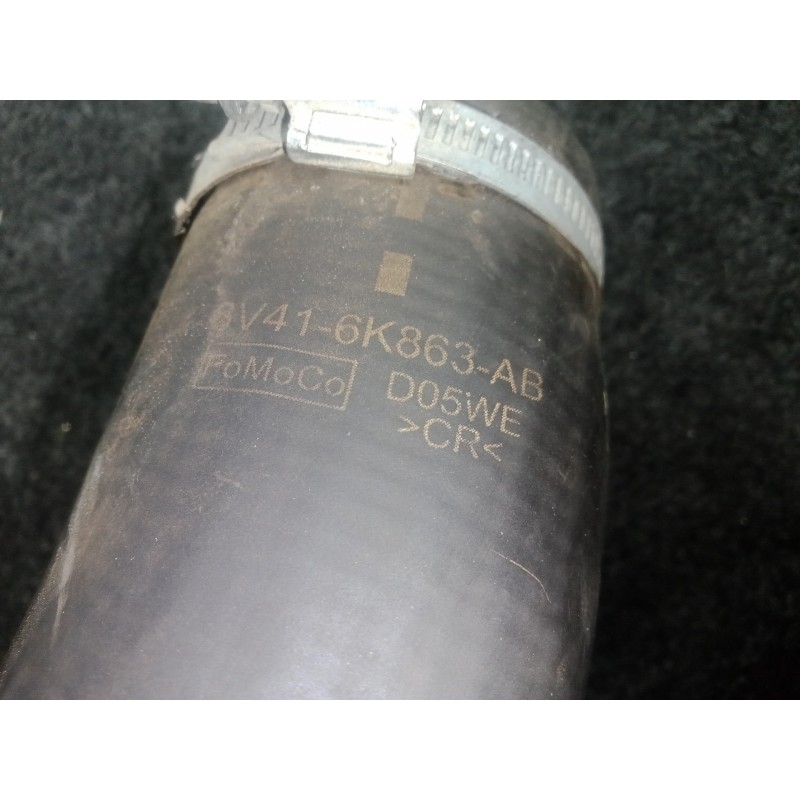 8V41-6K863-AB
FoMoCo D05WE
>CR<